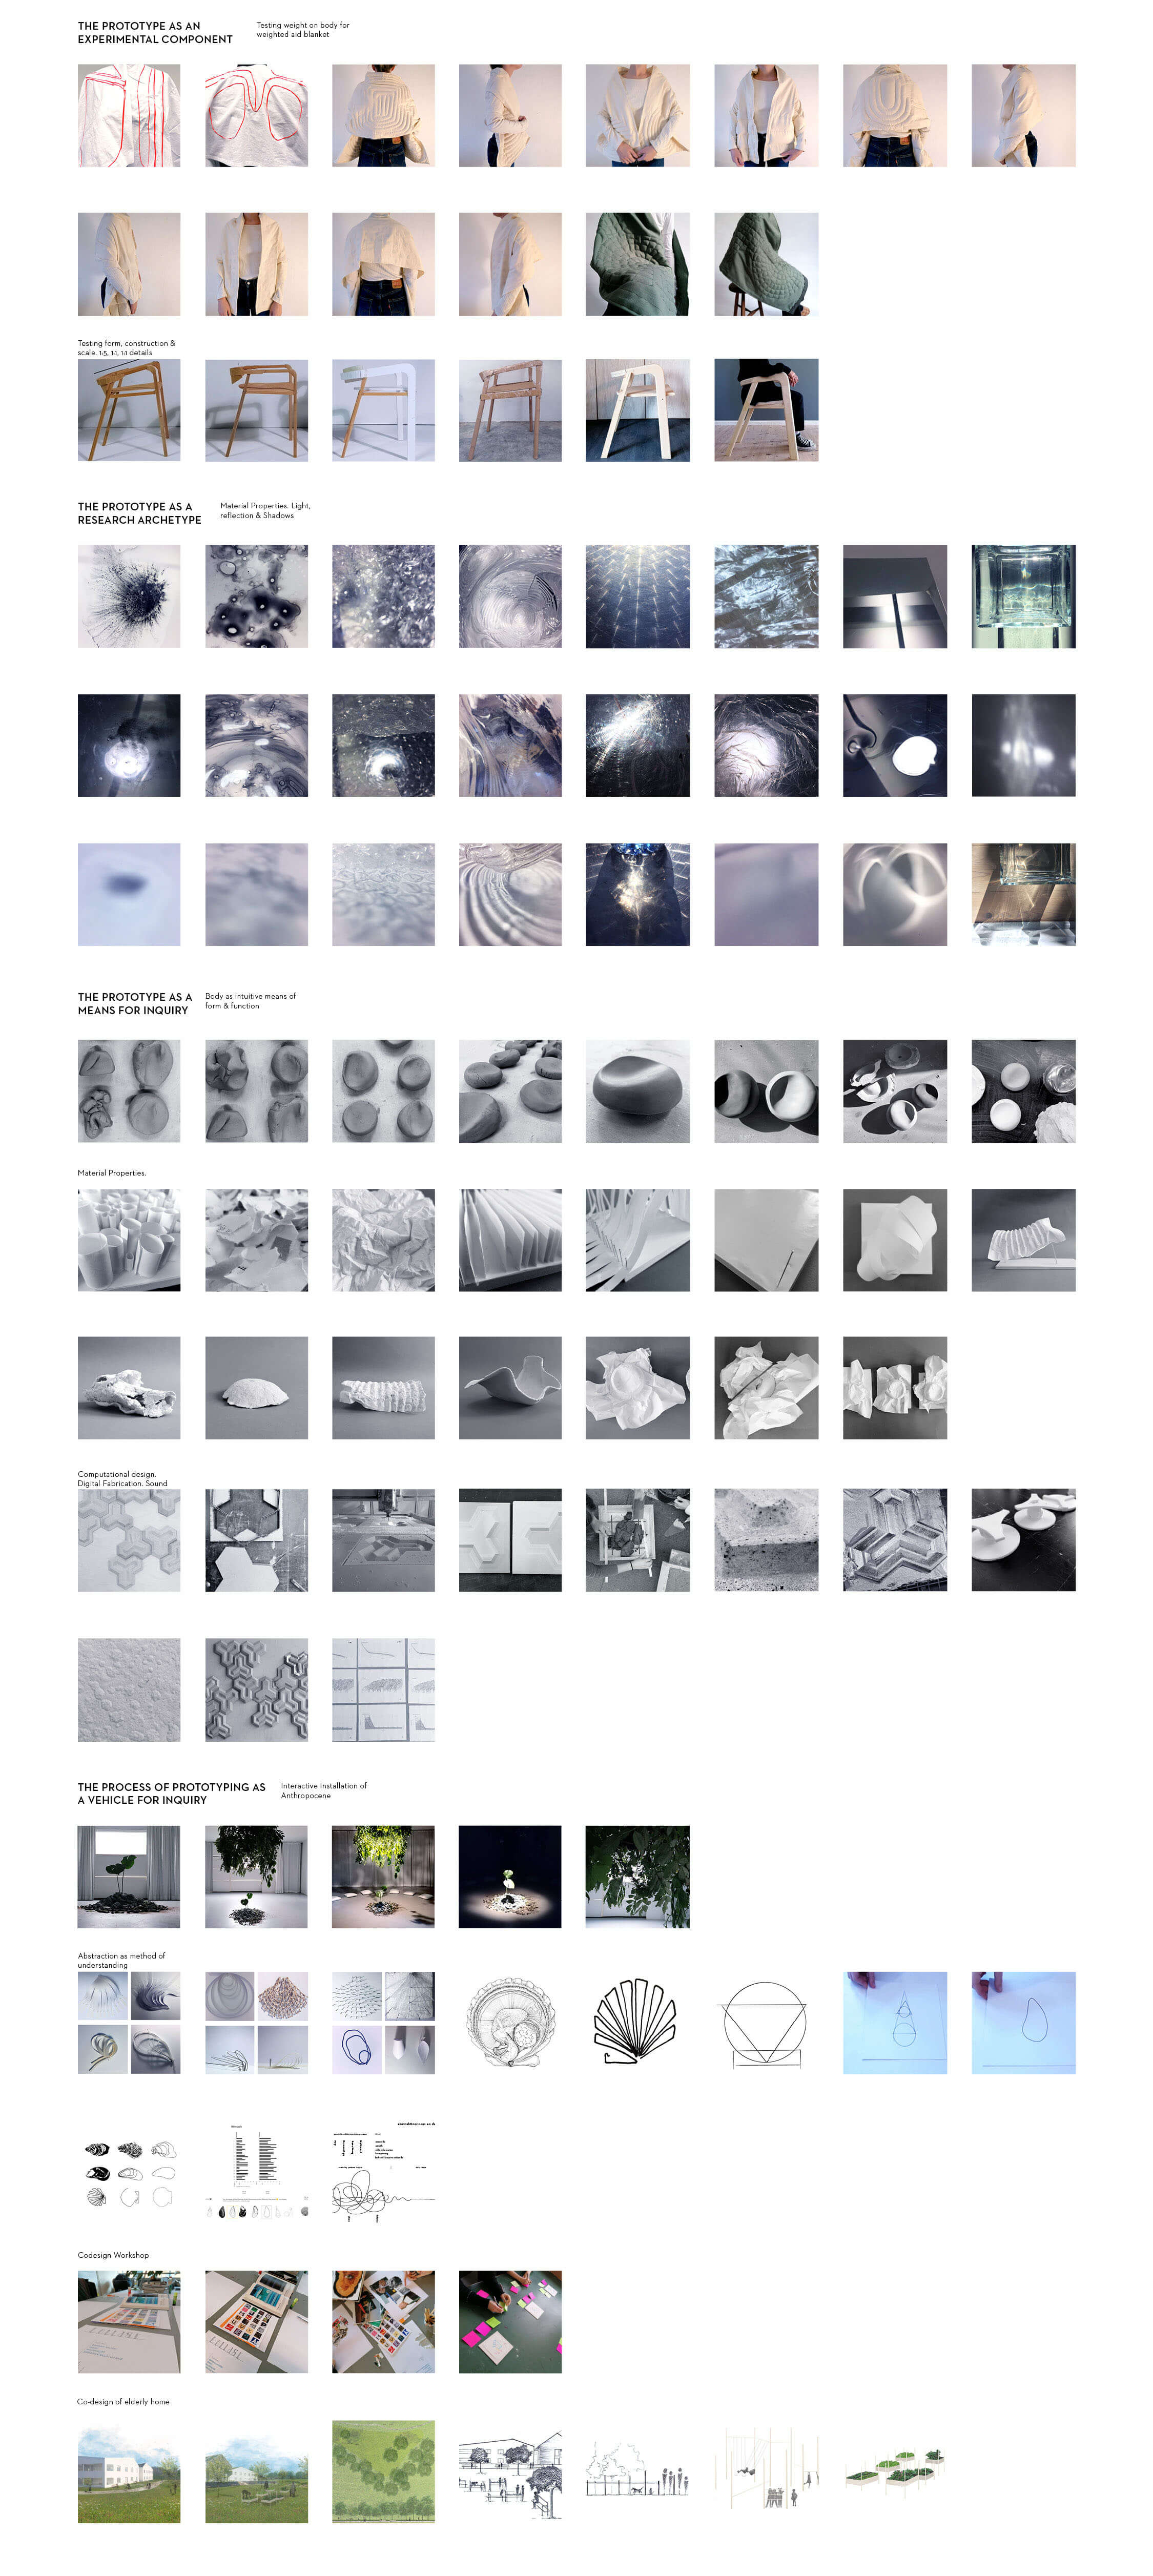 THE PROTOTYPE AS AN
EXPERIMENTAL COMPONENT
Testing weight on body for
weighted aid blanket
Testing form, construction &
scale. 1:5, 1:1, 1:1 details
THE PROTOTYPE AS A
RESEARCH ARCHETYPE
Material Properties. Light,
reflection & Shadows
THE PROTOTYPE AS A
MEANS FOR INQUIRY
Body as intuitive means of
form & function
Material Properties.
Computational design.
Digital Fabrication. Sound
THE PROCESS OF PROTOTYPING AS
A VEHICLE FOR INQUIRY
Interactive Installation of
Anthropocene
Abstraction as method of
understanding
Codesign Workshop
Co-design of elderly home